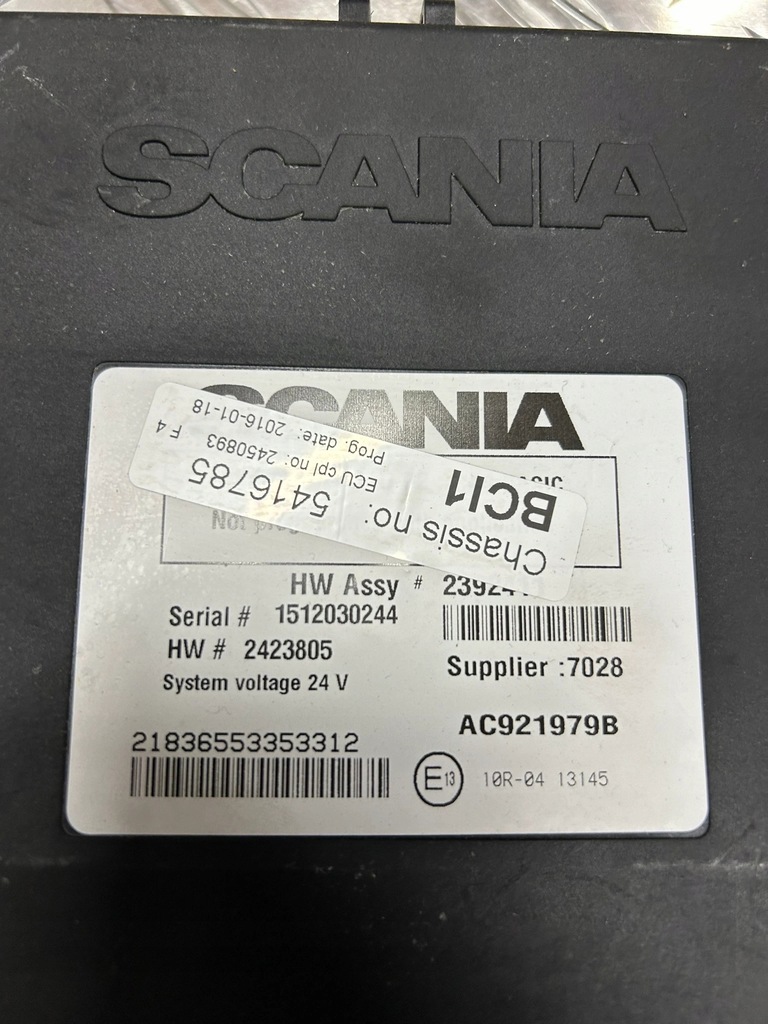 SCANIA
SCANIA
BCI1
Chassis no: 5416785
ECU cpl no: 2450893 F 4
Prog. date: 2016-01-18
HW Assy #
Serial # 1512030244
HW # 2423805
Supplier :7028
System voltage 24 V
AC921979B
21836553353312
E13 10R-04 13145